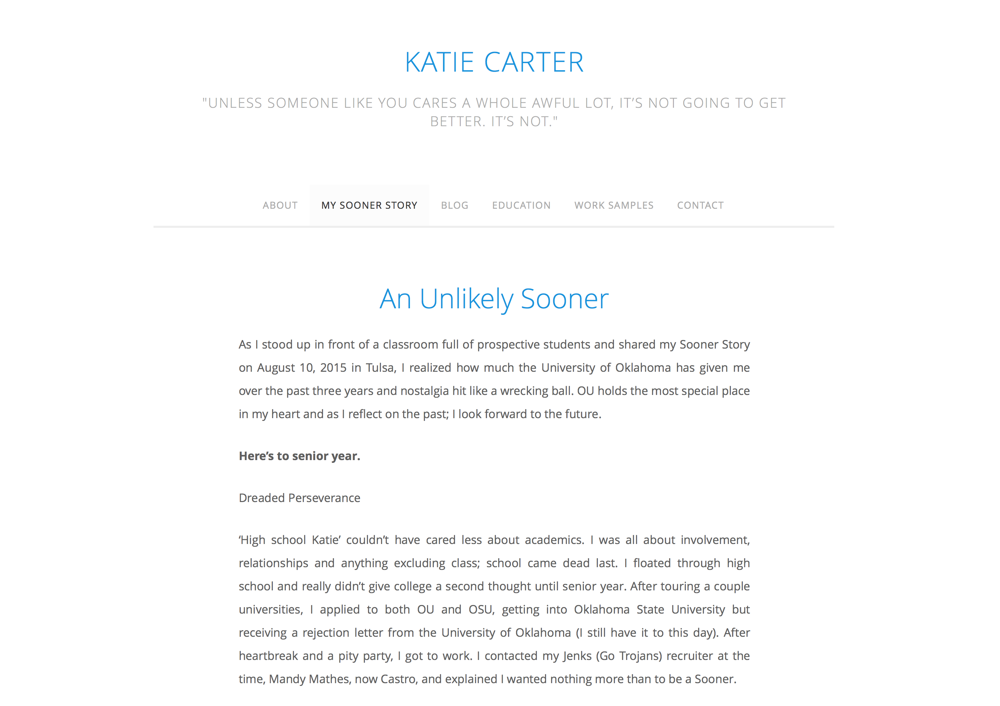 KATIE CARTER
"UNLESS SOMEONE LIKE YOU CARES A WHOLE AWFUL LOT, IT’S NOT GOING TO GET
BETTER. IT’S NOT."
ABOUT MY SOONER STORY BLOG EDUCATION WORK SAMPLES CONTACT
An Unlikely Sooner
As I stood up in front of a classroom full of prospective students and shared my Sooner Story
on August 10, 2015 in Tulsa, I realized how much the University of Oklahoma has given me
over the past three years and nostalgia hit like a wrecking ball. OU holds the most special place
in my heart and as I reflect on the past; I look forward to the future.
Here’s to senior year.
Dreaded Perseverance
‘High school Katie’ couldn’t have cared less about academics. I was all about involvement,
relationships and anything excluding class; school came dead last. I floated through high
school and really didn’t give college a second thought until senior year. After touring a couple
universities, I applied to both OU and OSU, getting into Oklahoma State University but
receiving a rejection letter from the University of Oklahoma (I still have it to this day). After
heartbreak and a pity party, I got to work. I contacted my Jenks (Go Trojans) recruiter at the
time, Mandy Mathes, now Castro, and explained I wanted nothing more than to be a Sooner.